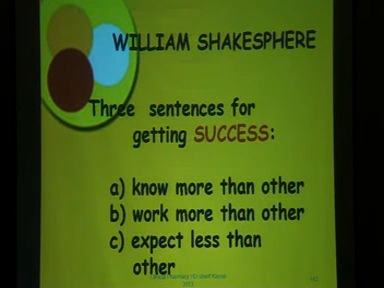 WILLIAM SHAKESPHERE
Three sentences for
getting SUCCESS:
a) know more than other
b) work more than other
c) expect less than
other
2003